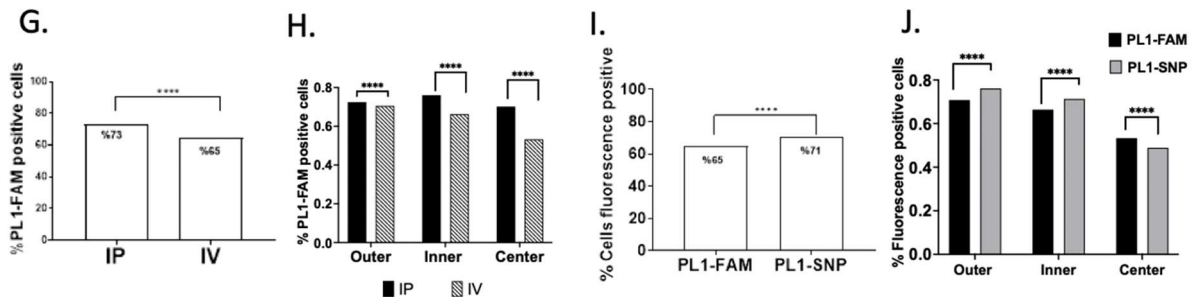 G.
% PL1-FAM positive cells
100
80
60
40
20
0
****
%73
%65
IP
IV
H.
% PL1-FAM positive cells
0.8
0.6
0.4
0.2
0.0
****
****
****
Outer
Inner
Center
IP
IV
I.
% Cells fluorescence positive
100
80
60
40
20
0
****
%65
%71
PL1-FAM
PL1-SNP
J.
PL1-FAM
PL1-SNP
% Fluorescence positive cells
0.8
0.6
0.4
0.2
0.0
****
****
****
Outer
Inner
Center